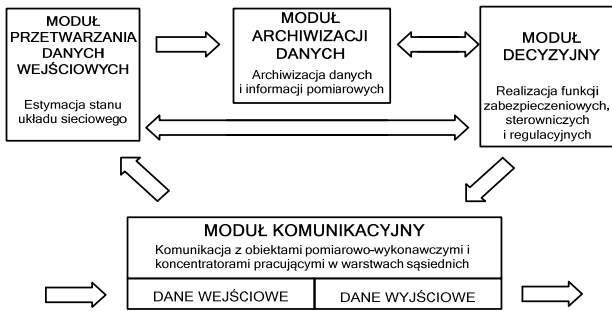 MODUŁ
PRZETWARZANIA
DANYCH
WEJŚCIOWYCH
Estymacja stanu
układu sieciowego
MODUŁ
ARCHIWIZACJI
DANYCH
Archiwizacja danych
i informacji pomiarowych
MODUŁ
DECYZYJNY
Realizacja funkcji
zabezpieczeniowych,
sterowniczych
i regulacyjnych
MODUŁ KOMUNIKACYJNY
Komunikacja z obiektami pomiarowo-wykonawczymi i
koncentratorami pracującymi w warstwach sąsiednich
DANE WEJŚCIOWE
DANE WYJŚCIOWE